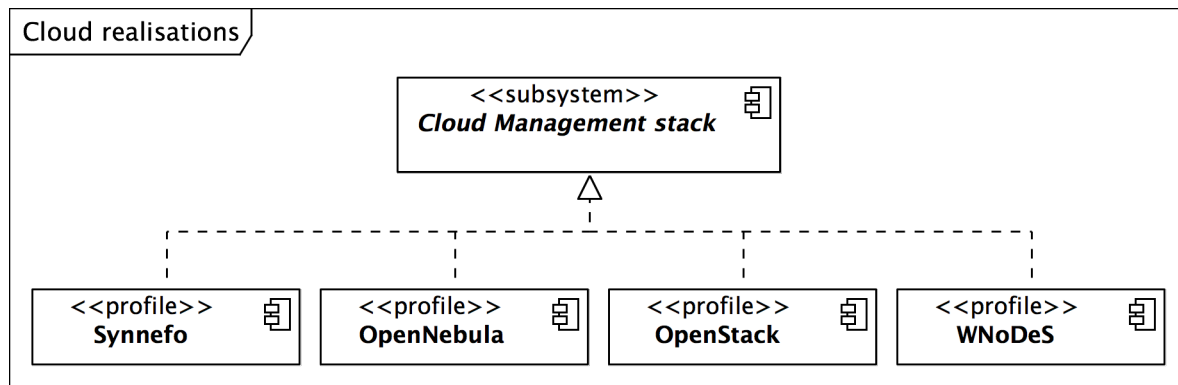 Cloud realisations
<<subsystem>>
Cloud Management stack
<<profile>>
Synnefo
<<profile>>
OpenNebula
<<profile>>
OpenStack
<<profile>>
WNoDeS